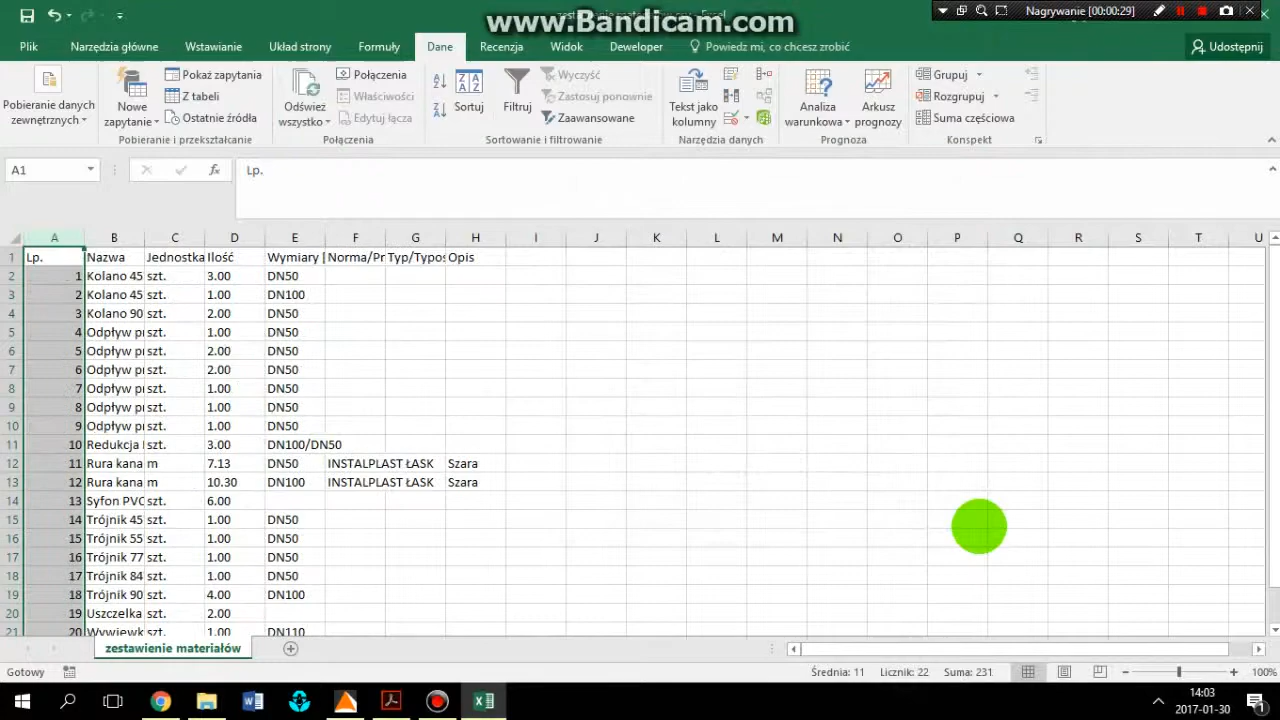 www.Bandicam.com
Nagrywanie [00:00:29]
Plik Narzędzia główne Wstawianie Układ strony Formuły Dane Recenzja Widok Deweloper Powiedz mi, co chcesz zrobić Udostępnij
Pobieranie danych zewnętrznych
Nowe zapytanie
Pokaż zapytania
Z tabeli
Ostatnie źródła
Pobieranie i przekształcanie
Odśwież wszystko
Połączenia
Właściwości
Edytuj łącza
Połączenia
Sortuj
Filtruj
Wyczyść
Zastosuj ponownie
Zaawansowane
Sortowanie i filtrowanie
Tekst jako kolumny
Narzędzia danych
Analiza warunkowa
Arkusz prognozy
Prognoza
Grupuj
Rozgrupuj
Suma częściowa
Konspekt
A1 fx Lp.
A B C D E F G H I J K L M N O P Q R S T U
1 Lp. Nazwa Jednostka Ilość Wymiary [ Norma/Pr Typ/Typos Opis
2 1 Kolano 45 szt. 3.00 DN50
3 2 Kolano 45 szt. 1.00 DN100
4 3 Kolano 90 szt. 2.00 DN50
5 4 Odpływ pr szt. 1.00 DN50
6 5 Odpływ pr szt. 2.00 DN50
7 6 Odpływ pr szt. 2.00 DN50
8 7 Odpływ pr szt. 1.00 DN50
9 8 Odpływ pr szt. 1.00 DN50
10 9 Odpływ pr szt. 1.00 DN50
11 10 Redukcja szt. 3.00 DN100/DN50
12 11 Rura kana m 7.13 DN50 INSTALPLAST ŁASK Szara
13 12 Rura kana m 10.30 DN100 INSTALPLAST ŁASK Szara
14 13 Syfon PVC szt. 6.00
15 14 Trójnik 45 szt. 1.00 DN50
16 15 Trójnik 55 szt. 1.00 DN50
17 16 Trójnik 77 szt. 1.00 DN50
18 17 Trójnik 84 szt. 1.00 DN50
19 18 Trójnik 90 szt. 4.00 DN100
20 19 Uszczelka szt. 2.00
21 20 Wywiewk szt. 1.00 DN110
zestawienie materiałów
Gotowy Średnia: 11 Licznik: 22 Suma: 231 100%
14:03
2017-01-30
1